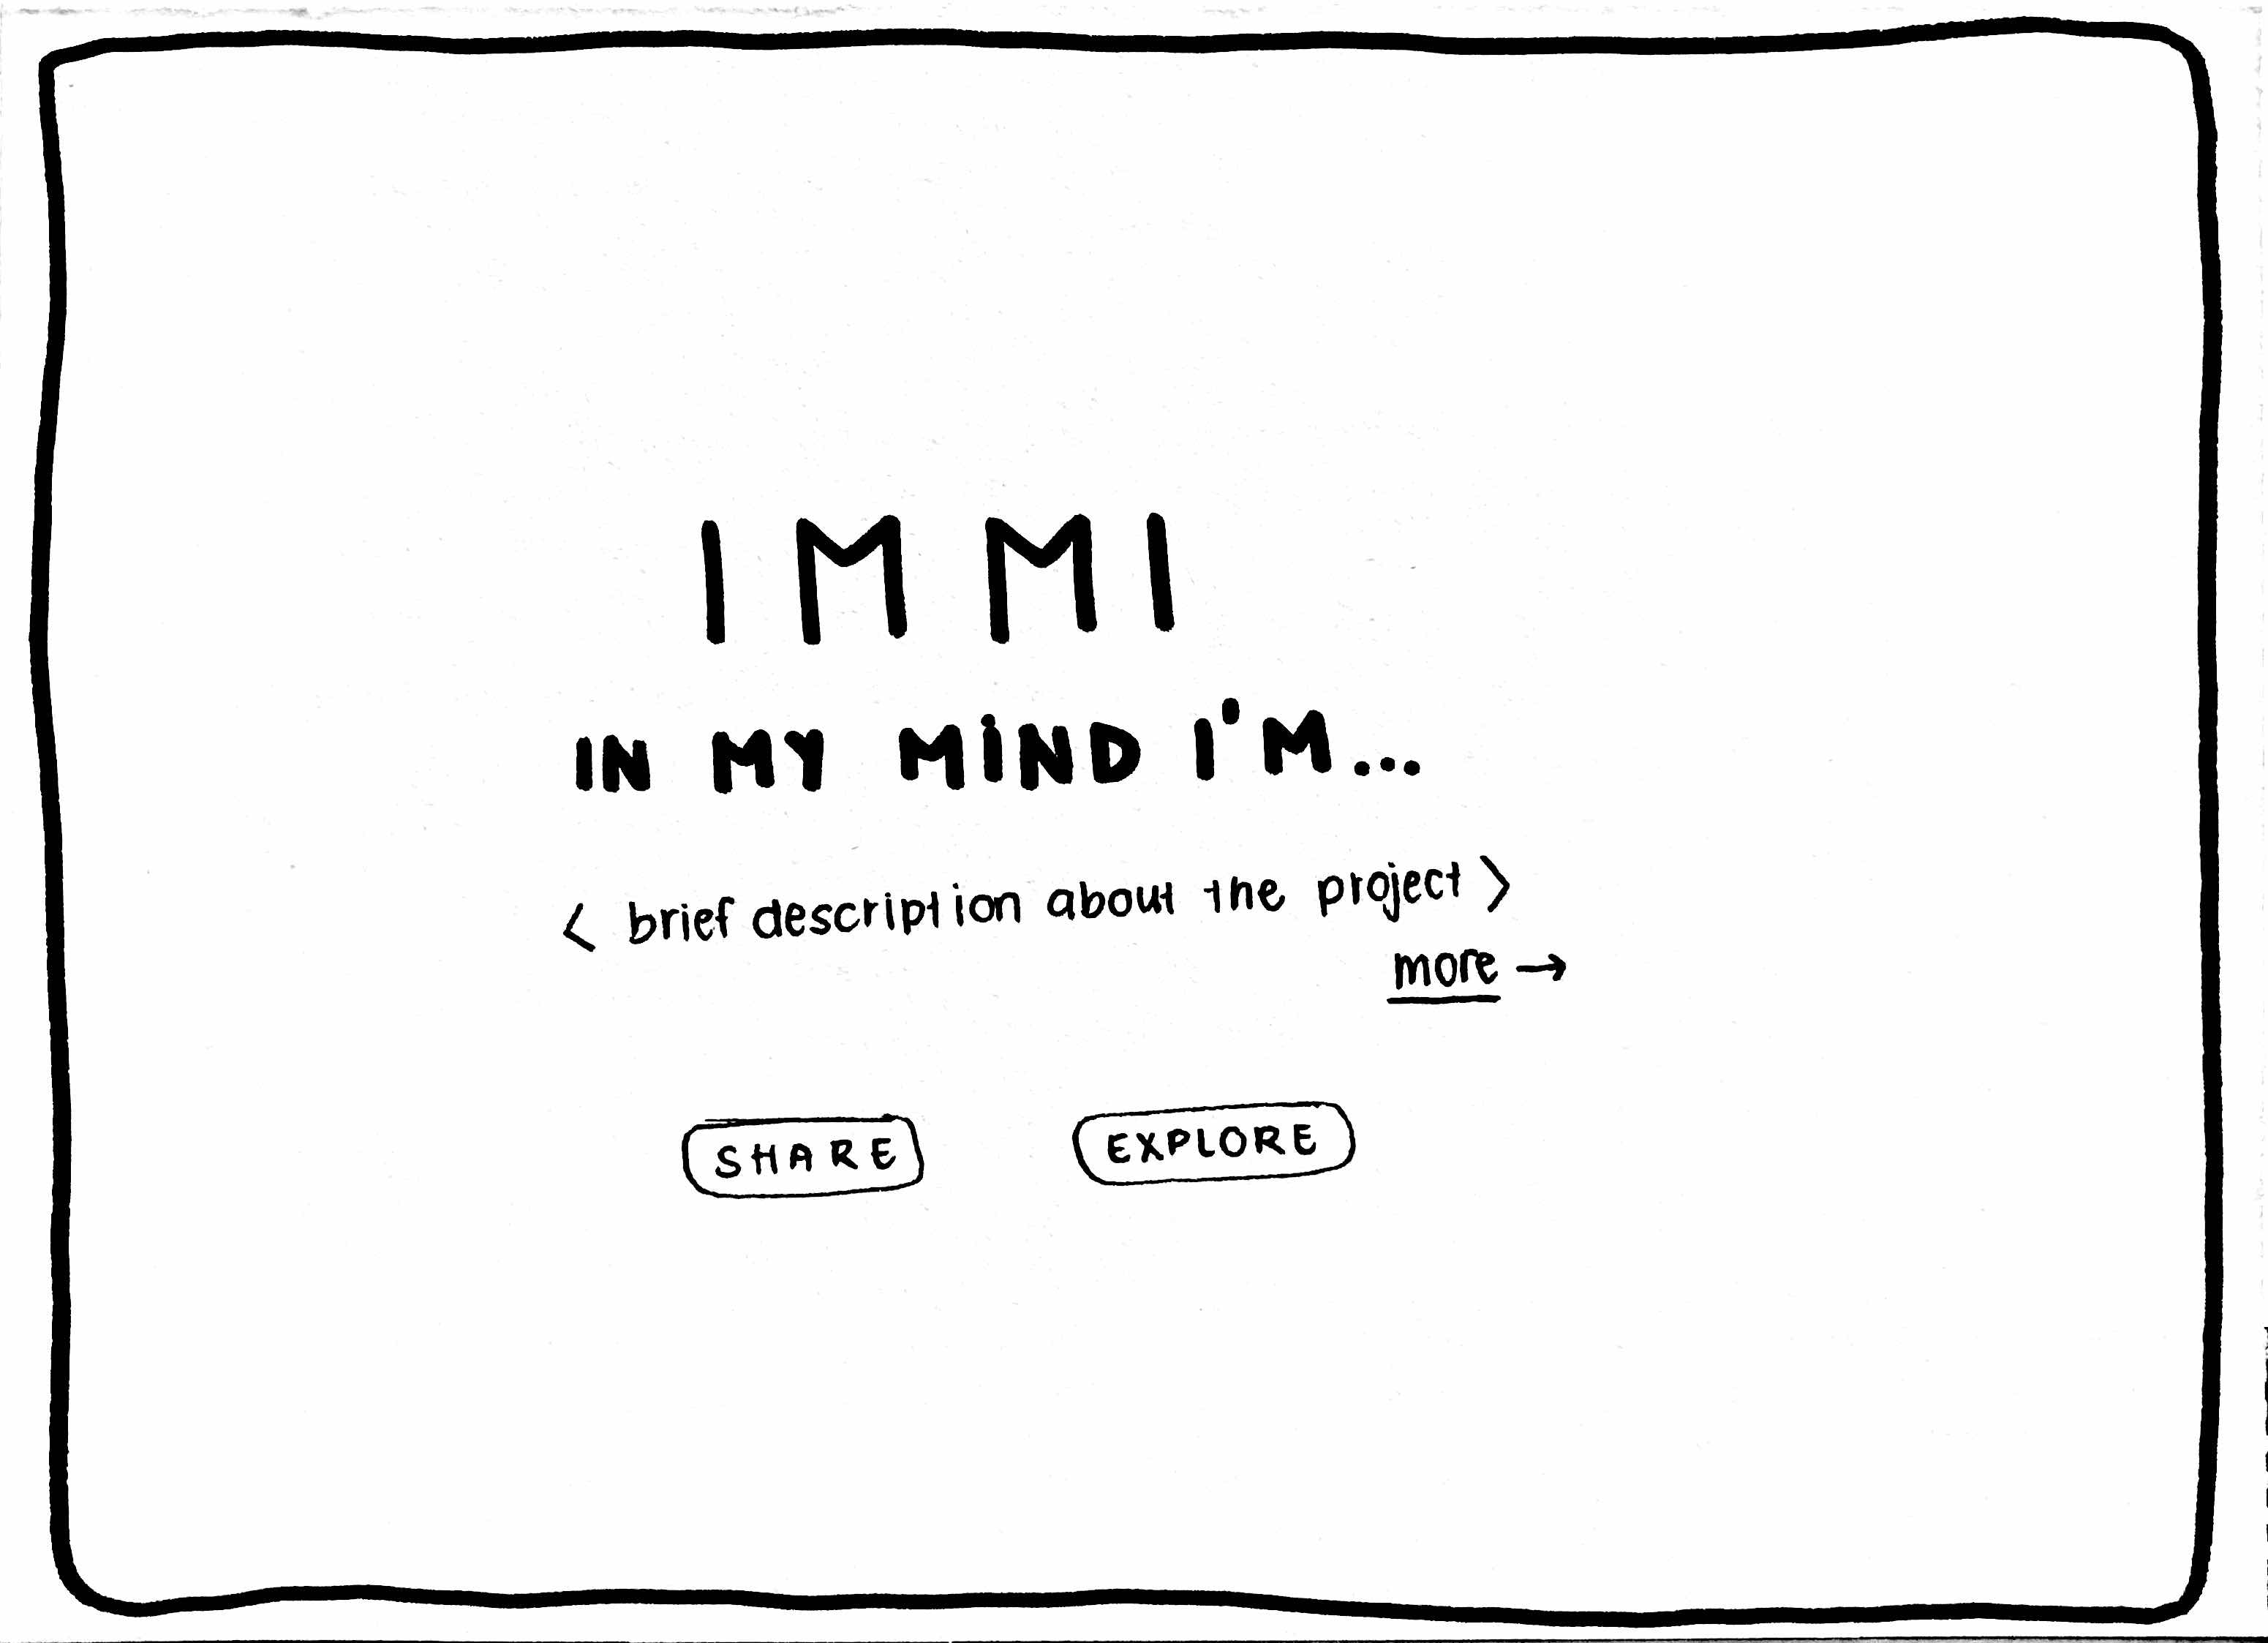 IMMI
IN MY MIND I'M...
< brief description about the project >
more →
SHARE EXPLORE